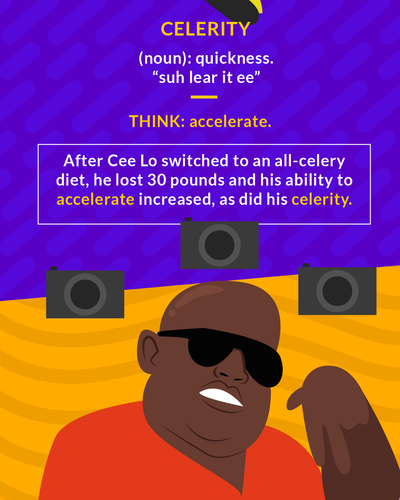 CELERITY
(noun): quickness.
“suh lear it ee”
THINK: accelerate.
After Cee Lo switched to an all-celery
diet, he lost 30 pounds and his ability to
accelerate increased, as did his celerity.